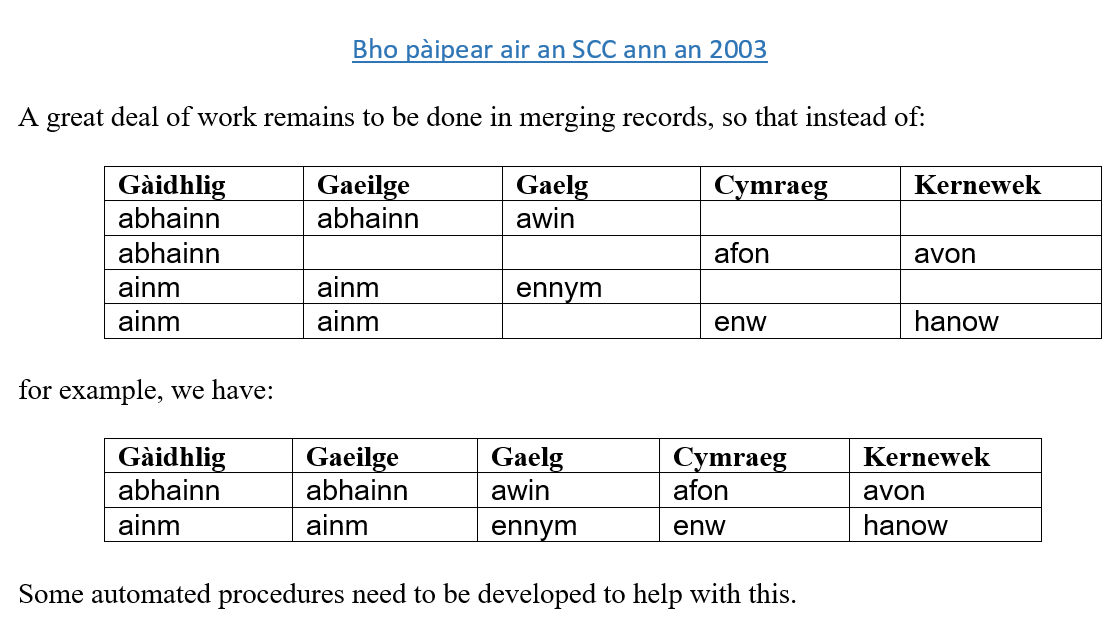 Bho pàipear air an SCC ann an 2003
A great deal of work remains to be done in merging records, so that instead of:
Gàidhlig Gaeilge Gaelg Cymraeg Kernewek
abhainn abhainn awin
abhainn afon avon
ainm ainm ennym
ainm ainm enw hanow
for example, we have:
Gàidhlig Gaeilge Gaelg Cymraeg Kernewek
abhainn abhainn awin afon avon
ainm ainm ennym enw hanow
Some automated procedures need to be developed to help with this.